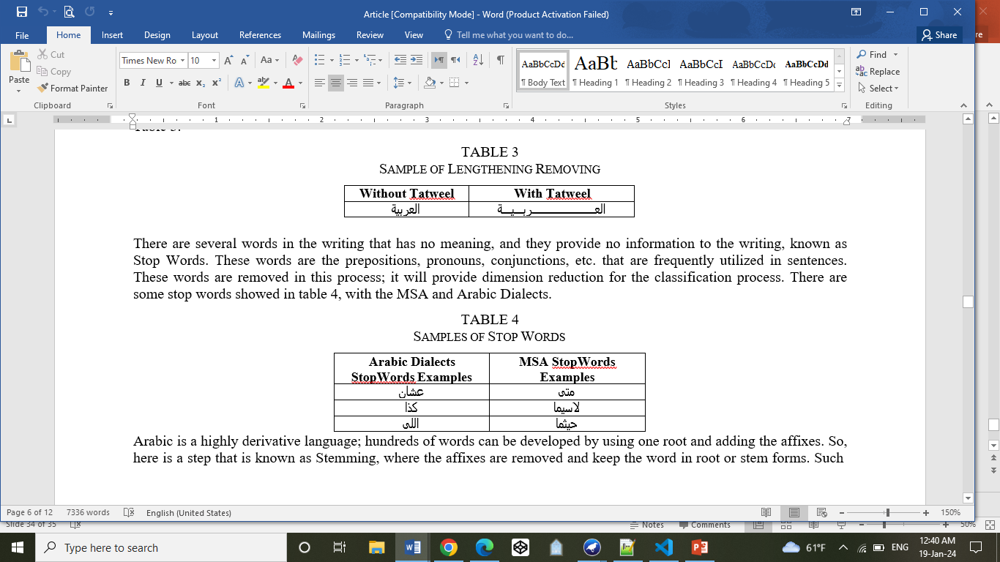 Article [Compatibility Mode] - Word (Product Activation Failed)
File Home Insert Design Layout References Mailings Review View Tell me what you want to do... Share
re
Paste
Cut
Copy
Format Painter
Clipboard
Times New Ro 10
Font
Paragraph
AaBbCcDd AaBb AaBbCcI AaBbCcI AaBbCcDd AaBbCcDd
¶ Body Text ¶ Heading 1 ¶ Heading 2 ¶ Heading 3 ¶ Heading 4 ¶ Heading 5
Styles
Find
Replace
Select
Editing
1 2 3 4 5 6 7
TABLE 3
SAMPLE OF LENGTHENING REMOVING
Without Tatweel With Tatweel
العربية العـــــــــــــــربـــيـــة
There are several words in the writing that has no meaning, and they provide no information to the writing, known as
Stop Words. These words are the prepositions, pronouns, conjunctions, etc. that are frequently utilized in sentences.
These words are removed in this process; it will provide dimension reduction for the classification process. There are
some stop words showed in table 4, with the MSA and Arabic Dialects.
TABLE 4
SAMPLES OF STOP WORDS
Arabic Dialects
StopWords Examples
MSA StopWords
Examples
عشان متى
كذا لاسيما
اللى حيثما
Arabic is a highly derivative language; hundreds of words can be developed by using one root and adding the affixes. So,
here is a step that is known as Stemming, where the affixes are removed and keep the word in root or stem forms. Such
Page 6 of 12 7336 words English (United States) 150%
Slide 34 of 35 Notes Comments 50%
Type here to search
61°F ENG
12:40 AM
19-Jan-24